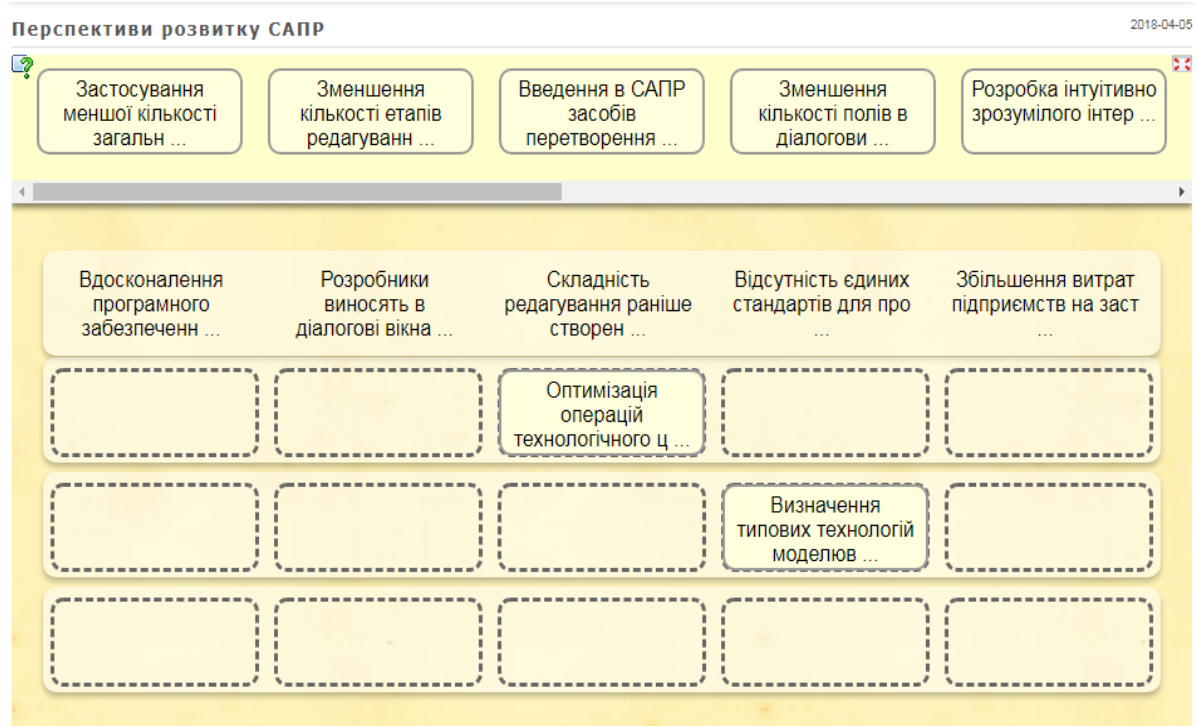 Перспективи розвитку САПР
2018-04-05
Застосування
меншої кількості
загальн ...
Зменшення
кількості етапів
редагуванн ...
Введення в САПР
засобів
перетворення ...
Зменшення
кількості полів в
діалогови ...
Розробка інтуїтивно
зрозумілого інтер ...
Вдосконалення
програмного
забезпеченн ...
Розробники
виносять в
діалогові вікна ...
Складність
редагування раніше
створен ...
Відсутність єдиних
стандартів для про
...
Збільшення витрат
підприємств на заст
...
Оптимізація
операцій
технологічного ц ...
Визначення
типових технологій
моделюв ...